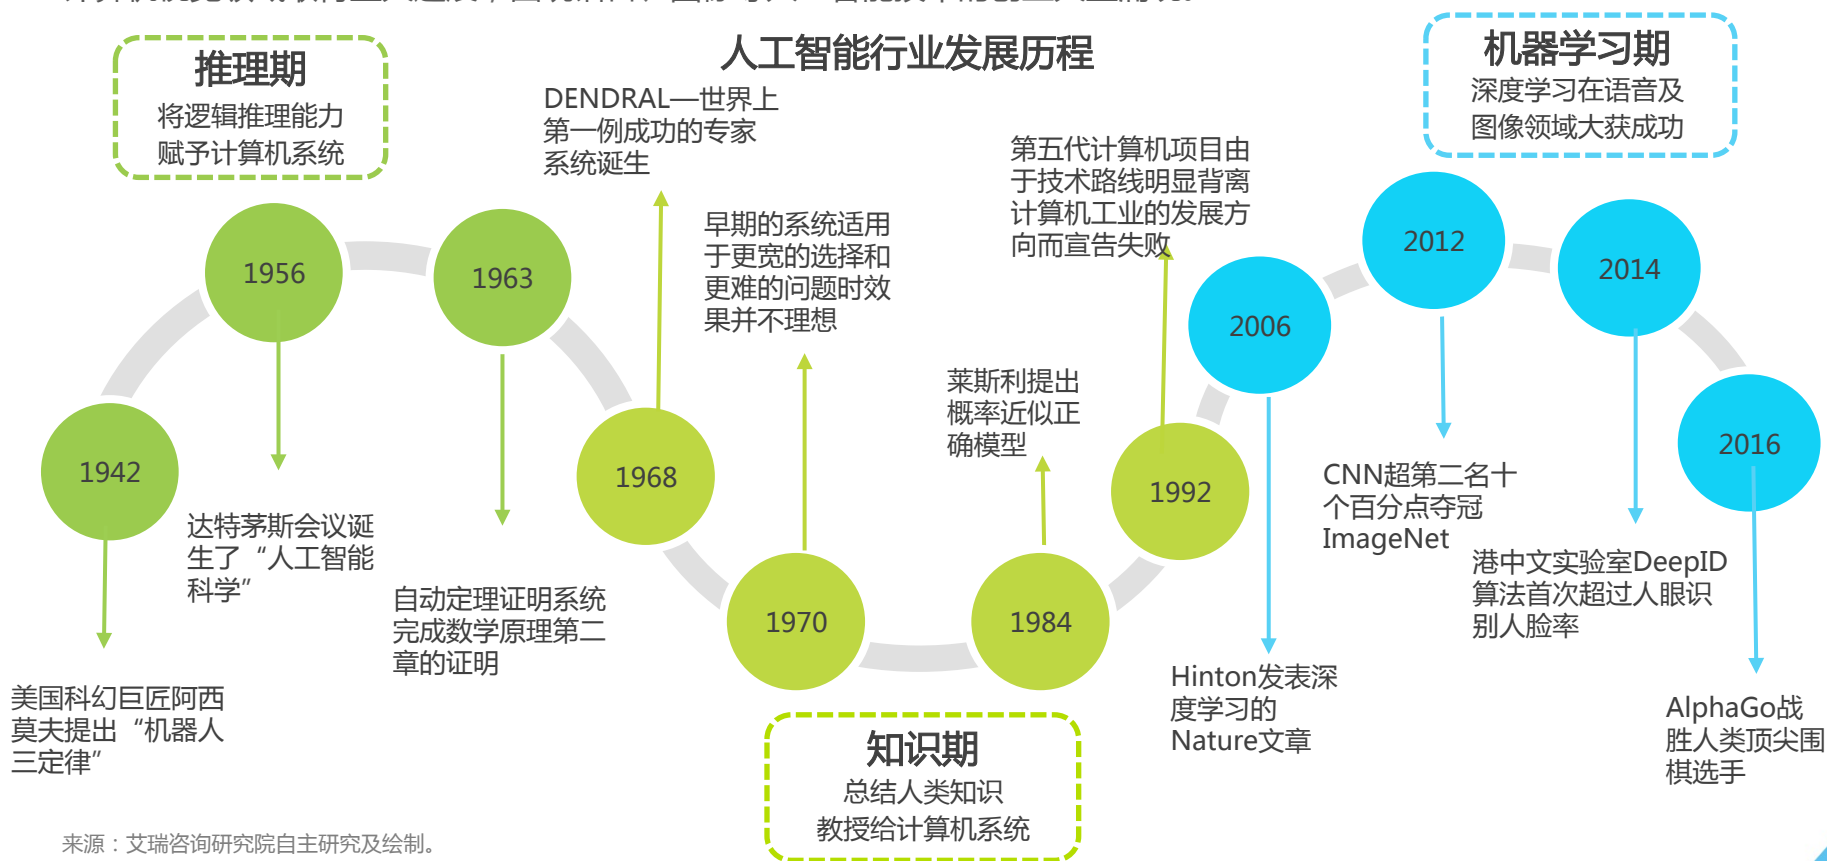 人工智能行业发展历程
推理期
将逻辑推理能力
赋予计算机系统
机器学习期
深度学习在语音及
图像领域大获成功
DENDRAL—世界上
第一例成功的专家
系统诞生
早期的系统适用
于更宽的选择和
更难的问题时效
果并不理想
第五代计算机项目由
于技术路线明显背离
计算机工业的发展方
向而宣告失败
莱斯利提出
概率近似正
确模型
1942
1956
1963
1968
1970
1984
1992
2006
2012
2014
2016
美国科幻巨匠阿西
莫夫提出“机器人
三定律”
达特茅斯会议诞
生了“人工智能
科学”
自动定理证明系统
完成数学原理第二
章的证明
Hinton发表深
度学习的
Nature文章
CNN超第二名十
个百分点夺冠
ImageNet
港中文实验室DeepID
算法首次超过人眼识
别人脸率
AlphaGo战
胜人类顶尖围
棋选手
知识期
总结人类知识
教授给计算机系统
来源：艾瑞咨询研究院自主研究及绘制。